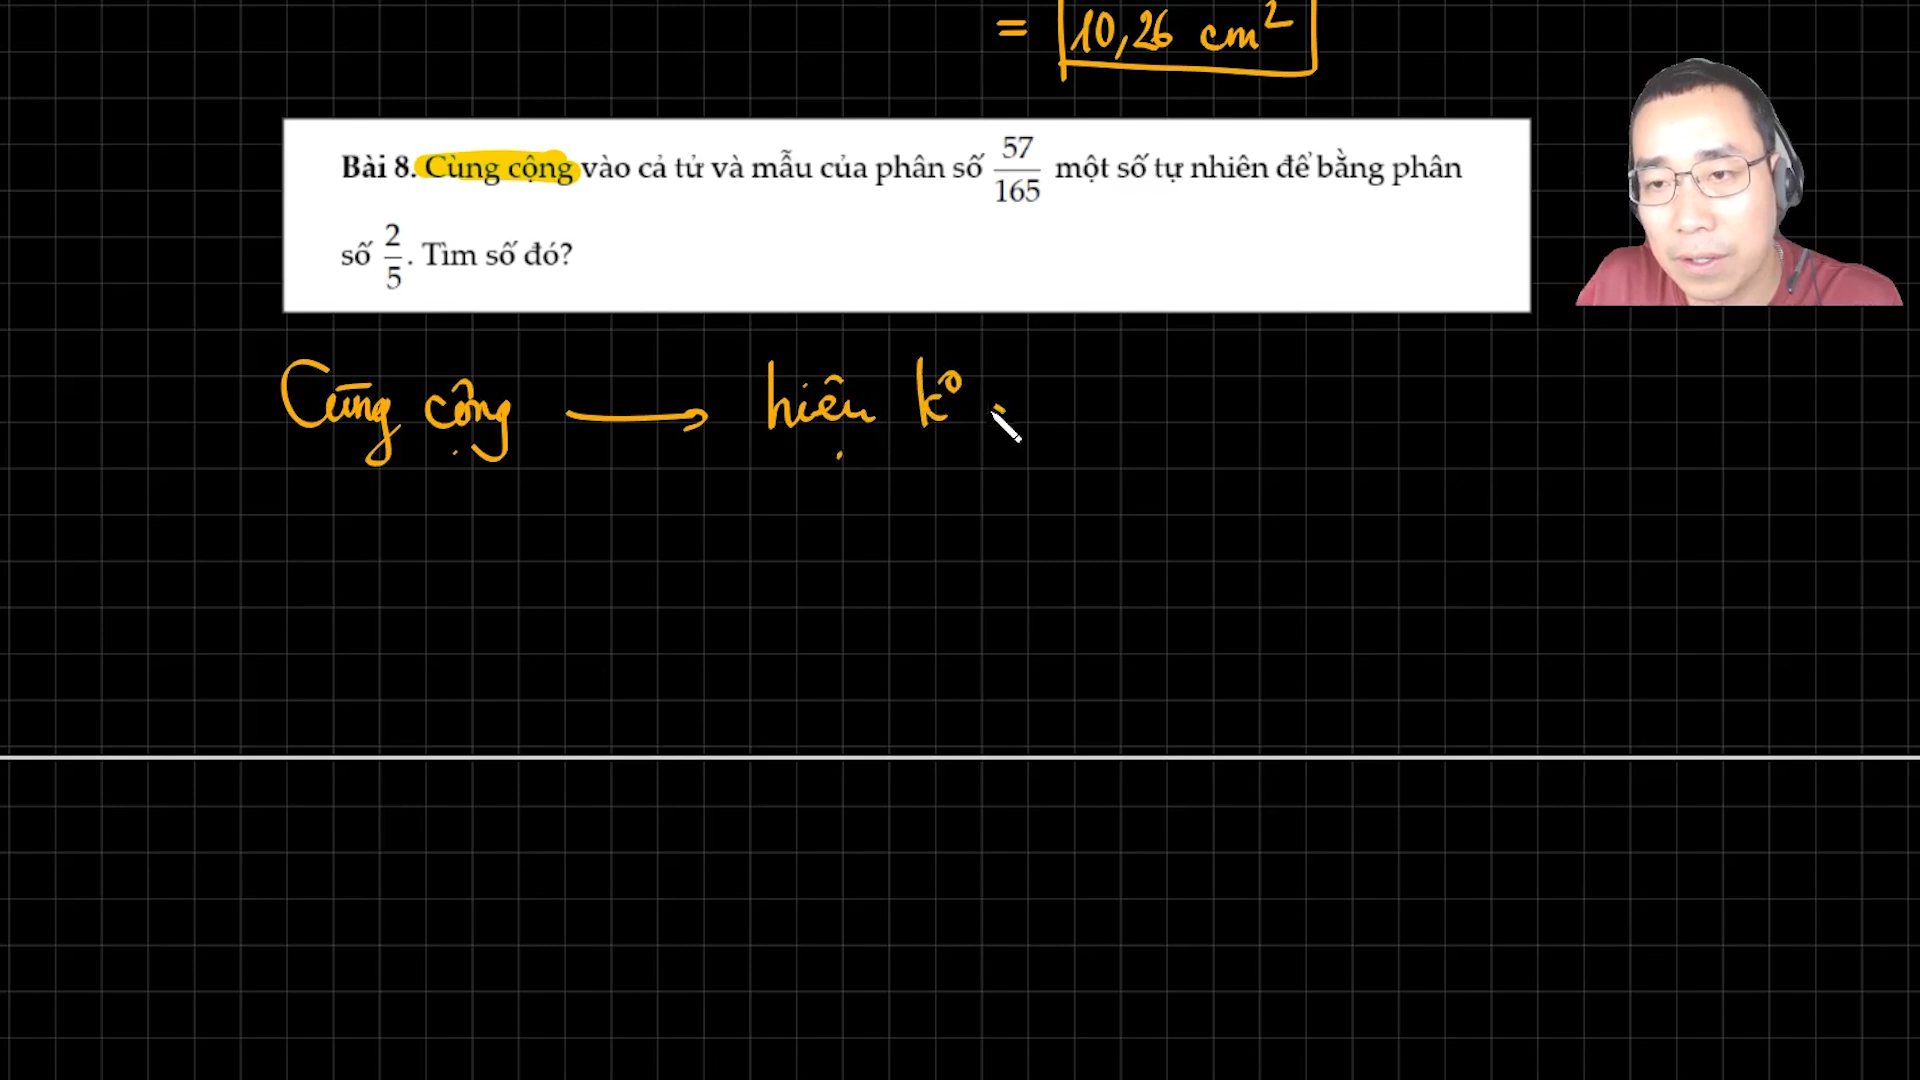 = 10,26 cm²
Bài 8. Cùng cộng vào cả tử và mẫu của phân số 57/165 một số tự nhiên để bằng phân
số 2/5. Tìm số đó?
Cùng cộng → hiệu kº